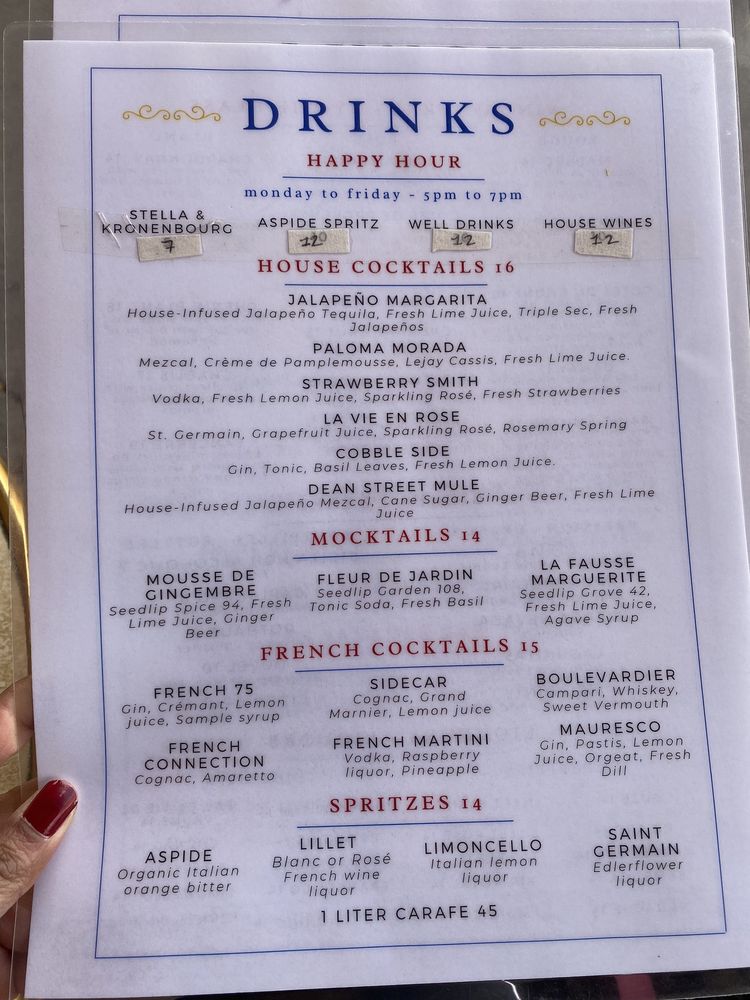 DRINKS
HAPPY HOUR
monday to friday - 5pm to 7pm
STELLA &
KRONENBOURG
7
ASPIDE SPRITZ
12
WELL DRINKS
12
HOUSE WINES
12
HOUSE COCKTAILS 16
JALAPEÑO MARGARITA
House-Infused Jalapeño Tequila, Fresh Lime Juice, Triple Sec, Fresh
Jalapeños
PALOMA MORADA
Mezcal, Crème de Pamplemousse, Lejay Cassis, Fresh Lime Juice.
STRAWBERRY SMITH
Vodka, Fresh Lemon Juice, Sparkling Rosé, Fresh Strawberries
LA VIE EN ROSE
St. Germain, Grapefruit Juice, Sparkling Rosé, Rosemary Spring
COBBLE SIDE
Gin, Tonic, Basil Leaves, Fresh Lemon Juice.
DEAN STREET MULE
House-Infused Jalapeño Mezcal, Cane Sugar, Ginger Beer, Fresh Lime
Juice
MOCKTAILS 14
MOUSSE DE
GINGEMBRE
Seedlip Spice 94, Fresh
Lime Juice, Ginger
Beer
FLEUR DE JARDIN
Seedlip Garden 108,
Tonic Soda, Fresh Basil
LA FAUSSE
MARGUERITE
Seedlip Grove 42,
Fresh Lime Juice,
Agave Syrup
FRENCH COCKTAILS 15
FRENCH 75
Gin, Crémant, Lemon
juice, Sample syrup
SIDECAR
Cognac, Grand
Marnier, Lemon juice
BOULEVARDIER
Campari, Whiskey,
Sweet Vermouth
FRENCH
CONNECTION
Cognac, Amaretto
FRENCH MARTINI
Vodka, Raspberry
liquor, Pineapple
MAURESCO
Gin, Pastis, Lemon
Juice, Orgeat, Fresh
Dill
SPRITZES 14
ASPIDE
Organic Italian
orange bitter
LILLET
Blanc or Rosé
French wine
liquor
LIMONCELLO
Italian lemon
liquor
SAINT
GERMAIN
Edlerflower
liquor
1 LITER CARAFE 45